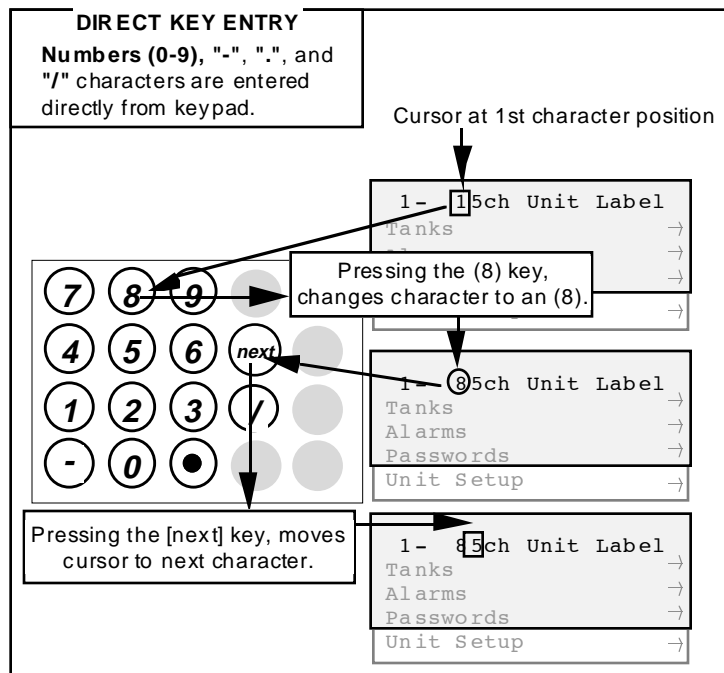 DIRECT KEY ENTRY
Numbers (0-9), "-", ".", and
"/" characters are entered
directly from keypad.
Cursor at 1st character position
1- 15ch Unit Label
Tanks →
→
→
→
Pressing the (8) key,
changes character to an (8).
7 8 9
4 5 6 next
1 2 3 /
- 0 •
1- 85ch Unit Label
Tanks →
Alarms →
Passwords →
Unit Setup →
Pressing the [next] key, moves
cursor to next character.
1- 85ch Unit Label
Tanks →
Alarms →
Passwords →
Unit Setup →